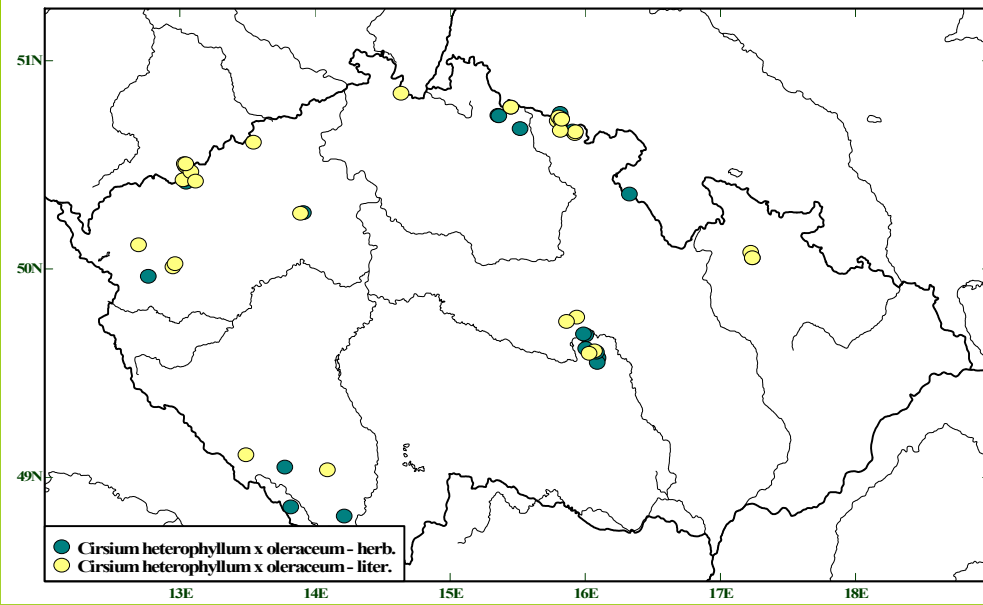 51N
50N
49N
Cirsium heterophyllum x oleraceum - herb.
Cirsium heterophyllum x oleraceum - liter.
13E 14E 15E 16E 17E 18E